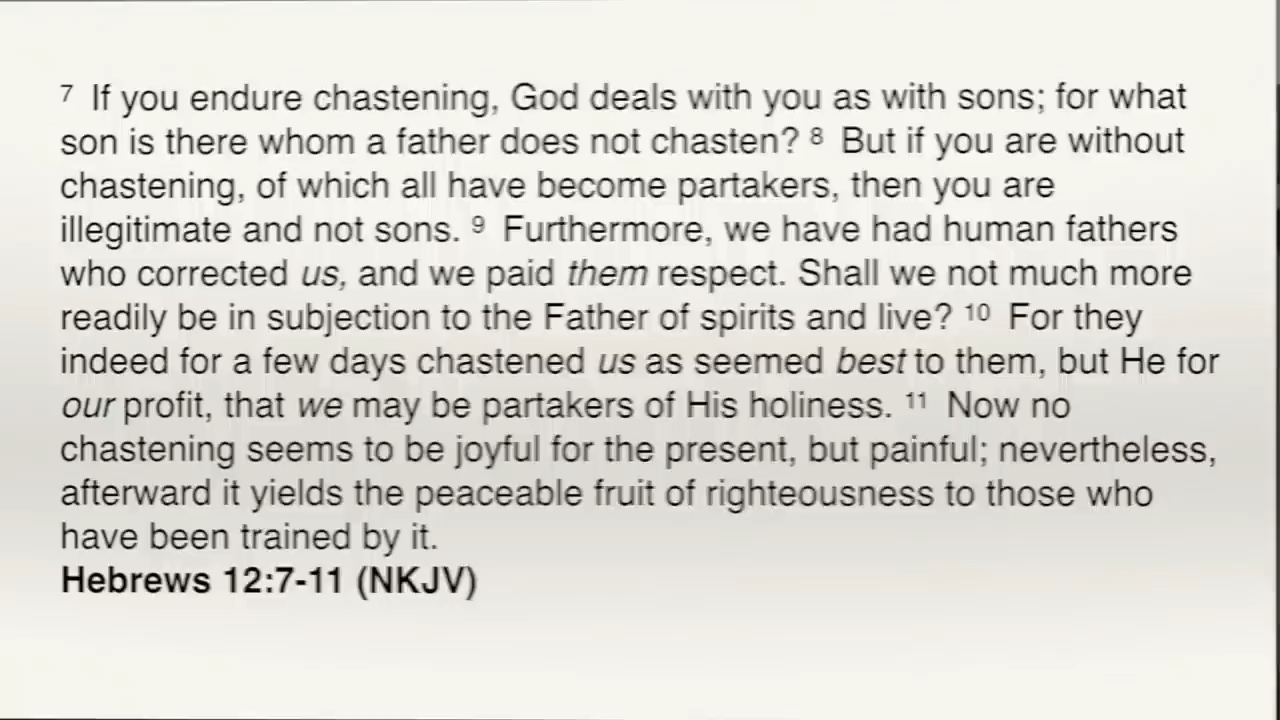 7 If you endure chastening, God deals with you as with sons; for what
son is there whom a father does not chasten? 8 But if you are without
chastening, of which all have become partakers, then you are
illegitimate and not sons. 9 Furthermore, we have had human fathers
who corrected us, and we paid them respect. Shall we not much more
readily be in subjection to the Father of spirits and live? 10 For they
indeed for a few days chastened us as seemed best to them, but He for
our profit, that we may be partakers of His holiness. 11 Now no
chastening seems to be joyful for the present, but painful; nevertheless,
afterward it yields the peaceable fruit of righteousness to those who
have been trained by it.
Hebrews 12:7-11 (NKJV)